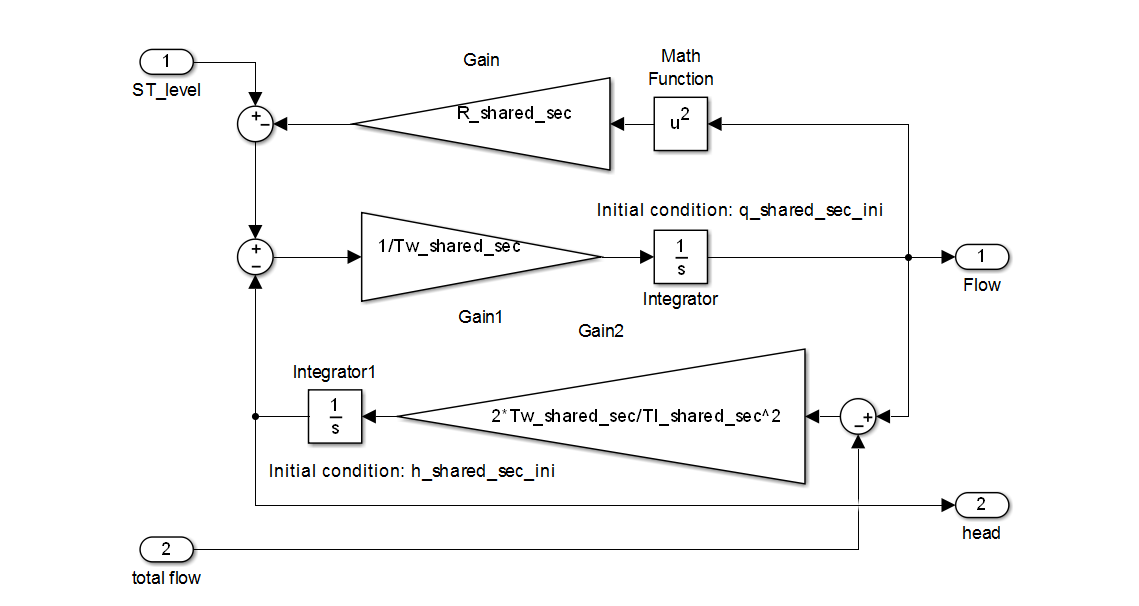 1
ST_level
Gain
Math
Function
+
−
R_shared_sec
u2
Initial condition: q_shared_sec_ini
+
−
1/Tw_shared_sec
1
s
Integrator
1
Flow
Gain1
Gain2
Integrator1
1
s
2*Tw_shared_sec/Tl_shared_sec^2
+
−
Initial condition: h_shared_sec_ini
2
head
2
total flow